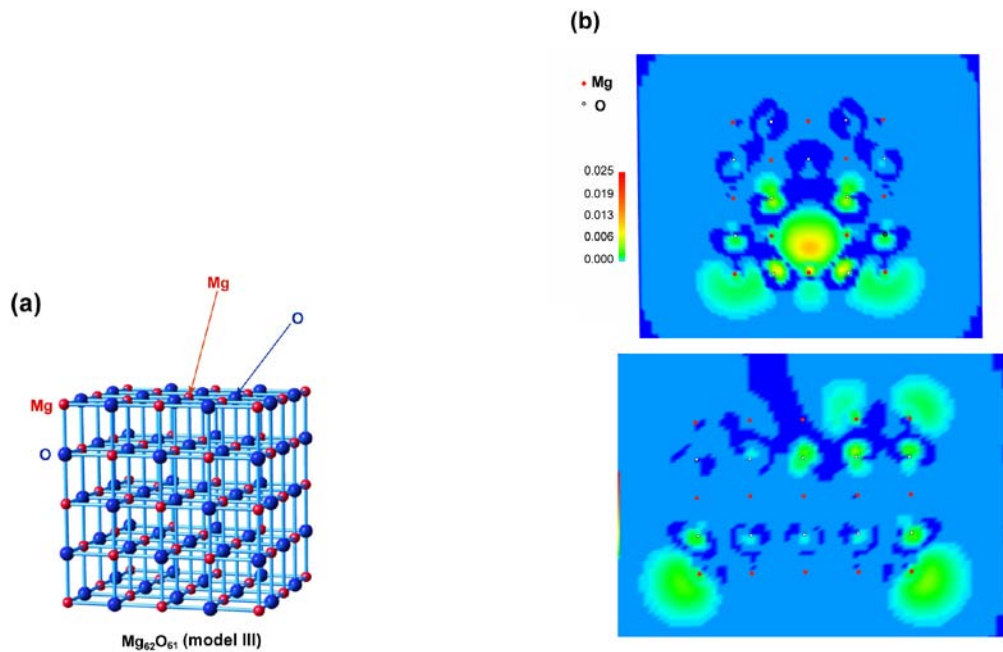 (b)
Mg
O
0.025
0.019
0.013
0.006
0.000
(a)
Mg
O
Mg
O
Mg₆₂O₆₁ (model III)